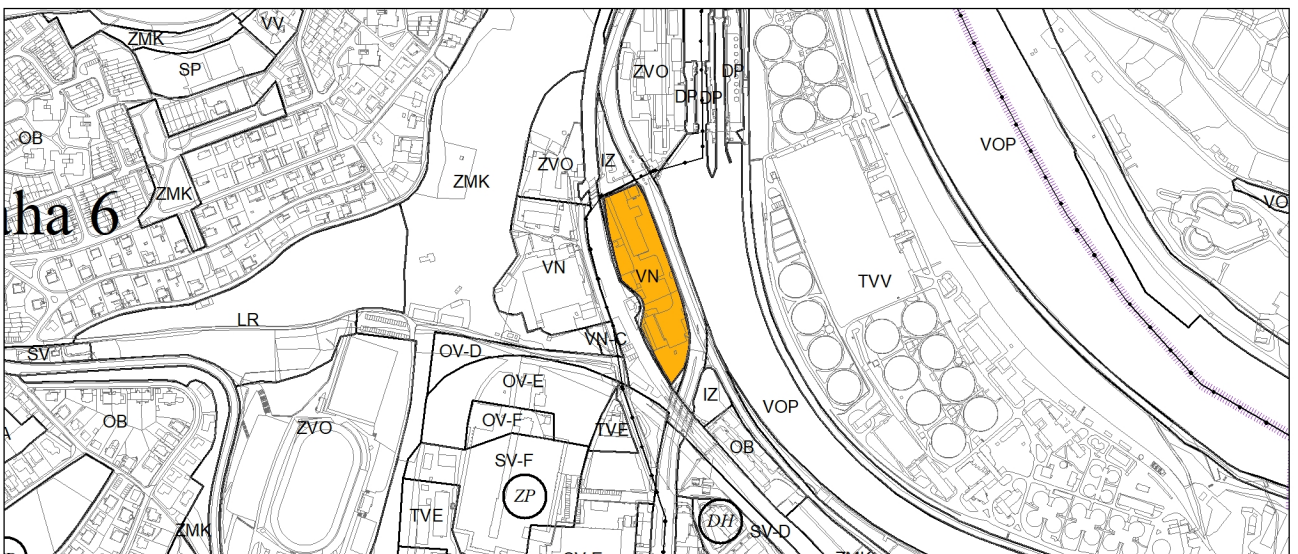 ZMK
VV
SP
ZVO
DP
DP
DP
OB
VOP
ZVO
IZ
ZMK
ZMK
VO
aha 6
VN
VN
TVV
LR
VN-C
SV
OV-D
OV-E
IZ
VOP
OB
OV-F
ZVO
TVE
OB
SV-F
ZP
TVE
DH
SV-D
ZMK